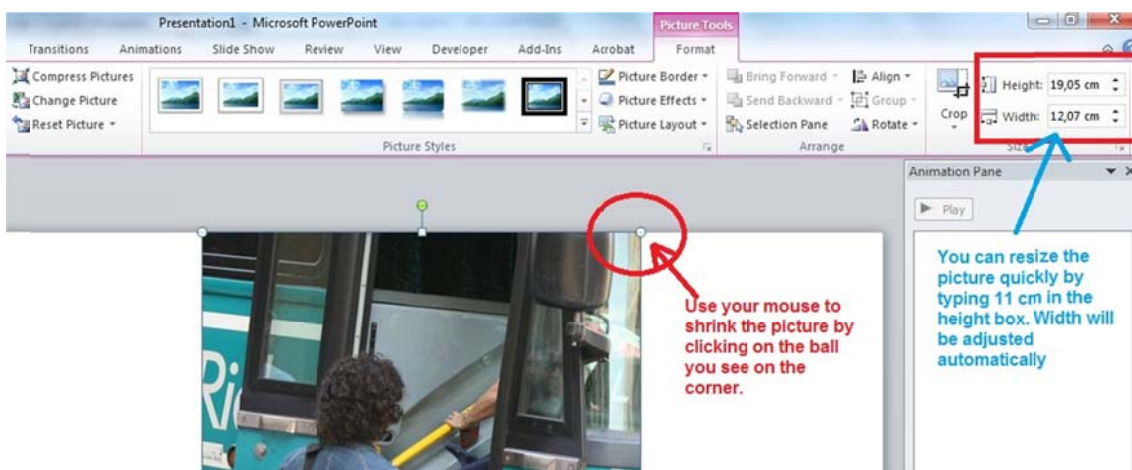 Presentation1 - Microsoft PowerPoint
Picture Tools
Transitions Animations Slide Show Review View Developer Add-Ins Acrobat Format
Compress Pictures
Change Picture
Reset Picture
Picture Styles
Picture Border
Picture Effects
Picture Layout
Bring Forward
Send Backward
Selection Pane
Align
Group
Rotate
Arrange
Crop
Height: 19,05 cm
Width: 12,07 cm
Size
Animation Pane
Play
You can resize the
picture quickly by
typing 11 cm in the
height box. Width will
be adjusted
automatically
Use your mouse to
shrink the picture by
clicking on the ball
you see on the
corner.
Ri